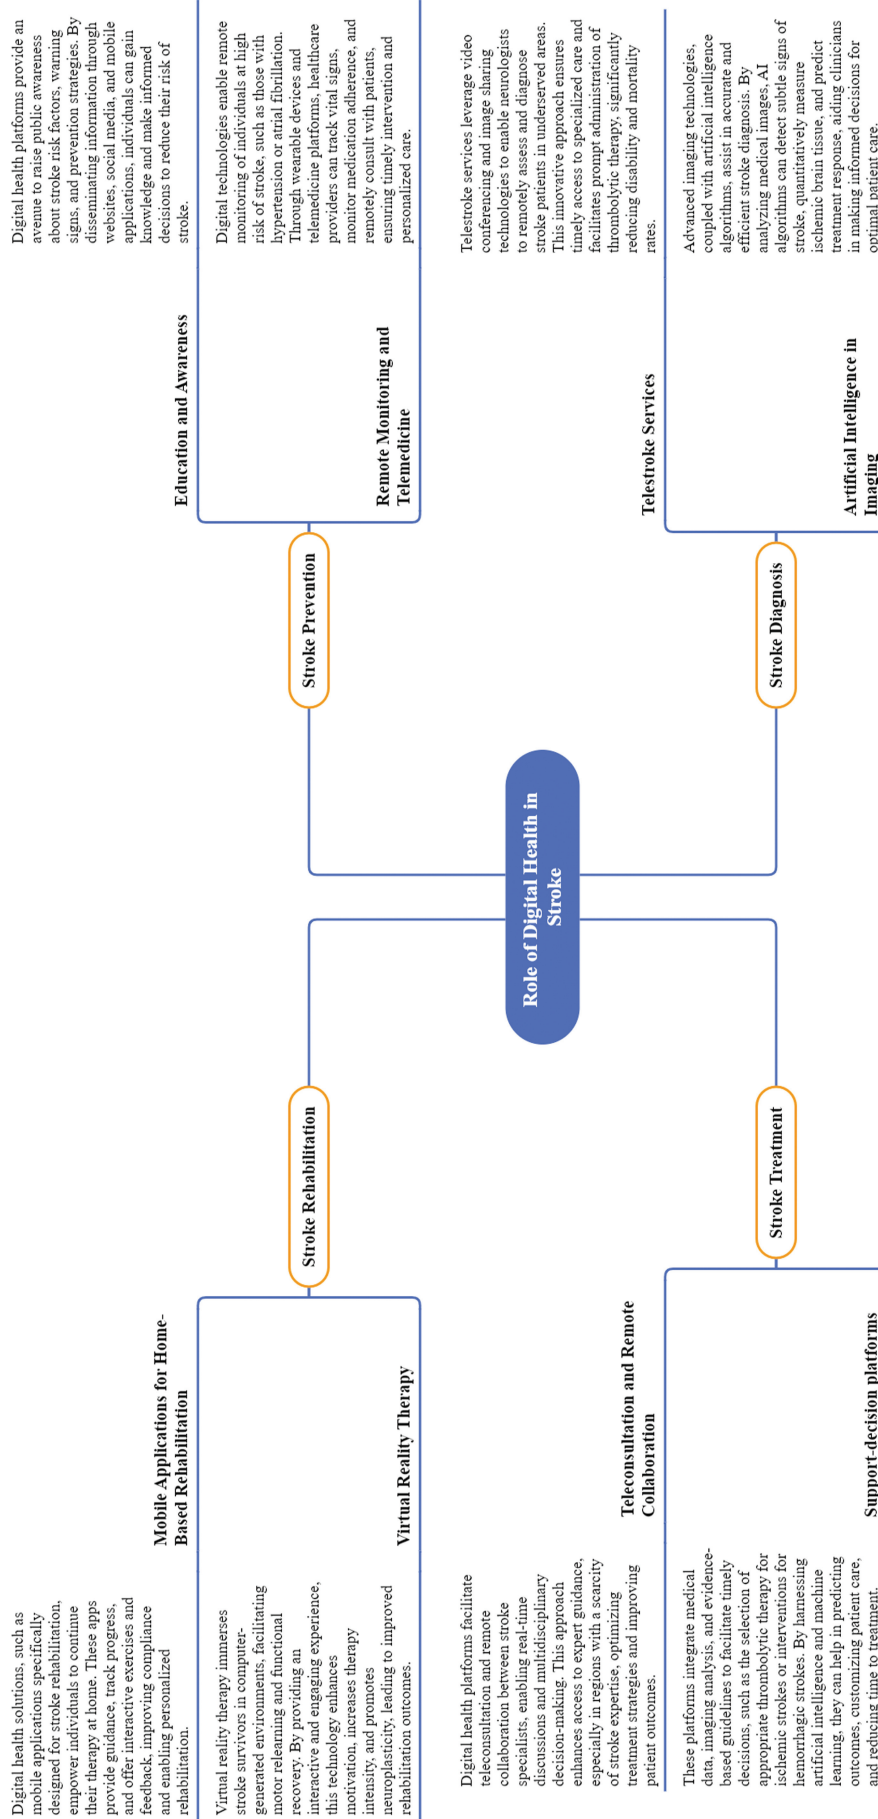 Role of Digital Health in
Stroke
Stroke Rehabilitation
Mobile Applications for Home-
Based Rehabilitation
Digital health solutions, such as
mobile applications specifically
designed for stroke rehabilitation,
empower individuals to continue
their therapy at home. These apps
provide guidance, track progress,
and offer interactive exercises and
feedback, improving compliance
and enabling personalized
rehabilitation.
Virtual Reality Therapy
Virtual reality therapy immerses
stroke survivors in computer-
generated environments, facilitating
motor relearning and functional
recovery. By providing an
interactive and engaging experience,
this technology enhances
motivation, increases therapy
intensity, and promotes
neuroplasticity, leading to improved
rehabilitation outcomes.
Stroke Prevention
Education and Awareness
Digital health platforms provide an
avenue to raise public awareness
about stroke risk factors, warning
signs, and prevention strategies. By
disseminating information through
websites, social media, and mobile
applications, individuals can gain
knowledge and make informed
decisions to reduce their risk of
stroke.
Remote Monitoring and
Telemedicine
Digital technologies enable remote
monitoring of individuals at high
risk of stroke, such as those with
hypertension or atrial fibrillation.
Through wearable devices and
telemedicine platforms, healthcare
providers can track vital signs,
monitor medication adherence, and
remotely consult with patients,
ensuring timely intervention and
personalized care.
Stroke Treatment
Teleconsultation and Remote
Collaboration
Digital health platforms facilitate
teleconsultation and remote
collaboration between stroke
specialists, enabling real-time
discussions and multidisciplinary
decision-making. This approach
enhances access to expert guidance,
especially in regions with a scarcity
of stroke expertise, optimizing
treatment strategies and improving
patient outcomes.
Support-decision platforms
These platforms integrate medical
data, imaging analysis, and evidence-
based guidelines to facilitate timely
decisions, such as the selection of
appropriate thrombolytic therapy for
ischemic strokes or interventions for
hemorrhagic strokes. By harnessing
artificial intelligence and machine
learning, they can help in predicting
outcomes, customizing patient care,
and reducing time to treatment.
Stroke Diagnosis
Telestroke Services
Telestroke services leverage video
conferencing and image sharing
technologies to enable neurologists
to remotely assess and diagnose
stroke patients in underserved areas.
This innovative approach ensures
timely access to specialized care and
facilitates prompt administration of
thrombolytic therapy, significantly
reducing disability and mortality
rates.
Artificial Intelligence in
Imaging
Advanced imaging technologies,
coupled with artificial intelligence
algorithms, assist in accurate and
efficient stroke diagnosis. By
analyzing medical images, AI
algorithms can detect subtle signs of
stroke, quantitatively measure
ischemic brain tissue, and predict
treatment response, aiding clinicians
in making informed decisions for
optimal patient care.